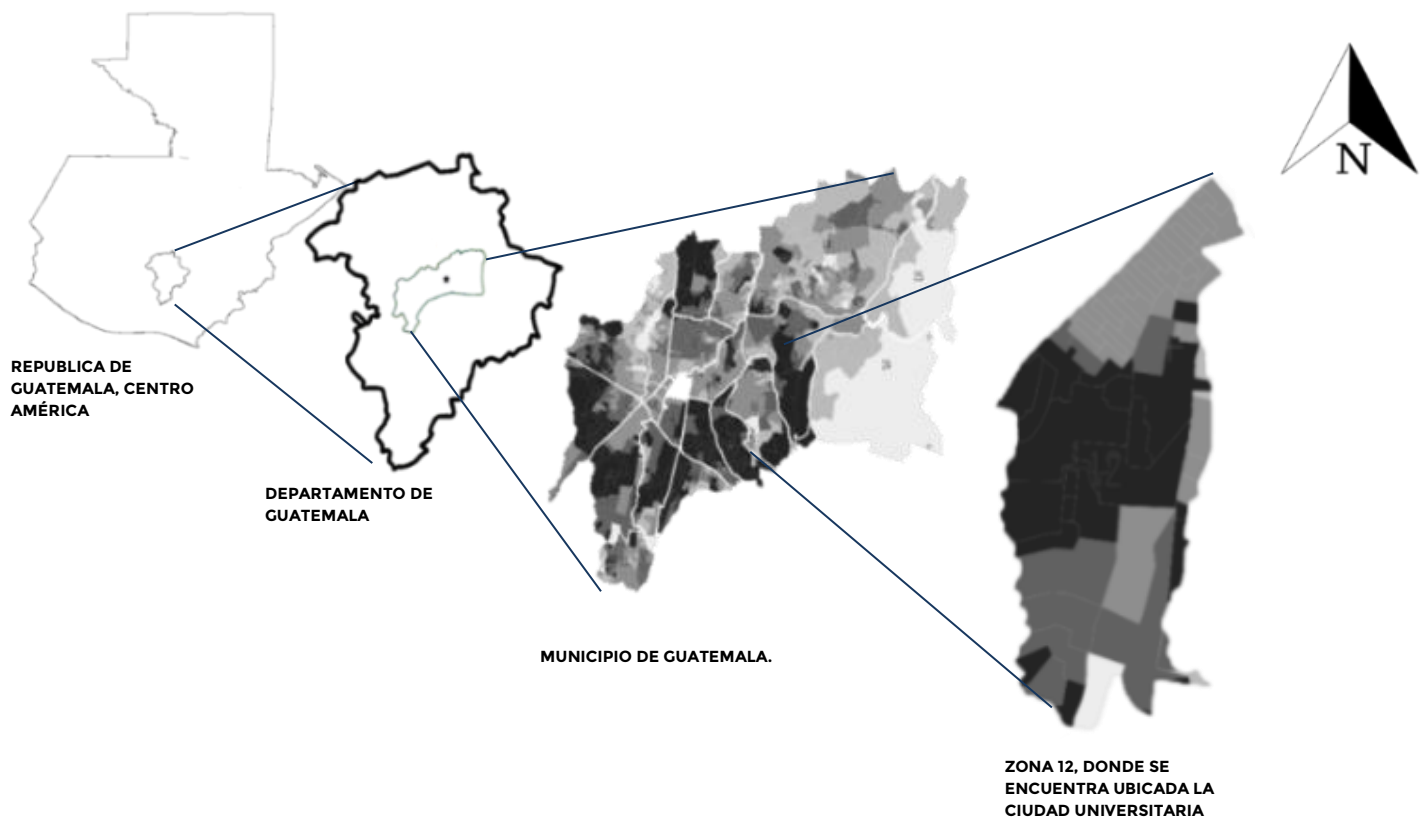 N
REPUBLICA DE
GUATEMALA, CENTRO
AMÉRICA
12
DEPARTAMENTO DE
GUATEMALA
MUNICIPIO DE GUATEMALA.
ZONA 12, DONDE SE
ENCUENTRA UBICADA LA
CIUDAD UNIVERSITARIA